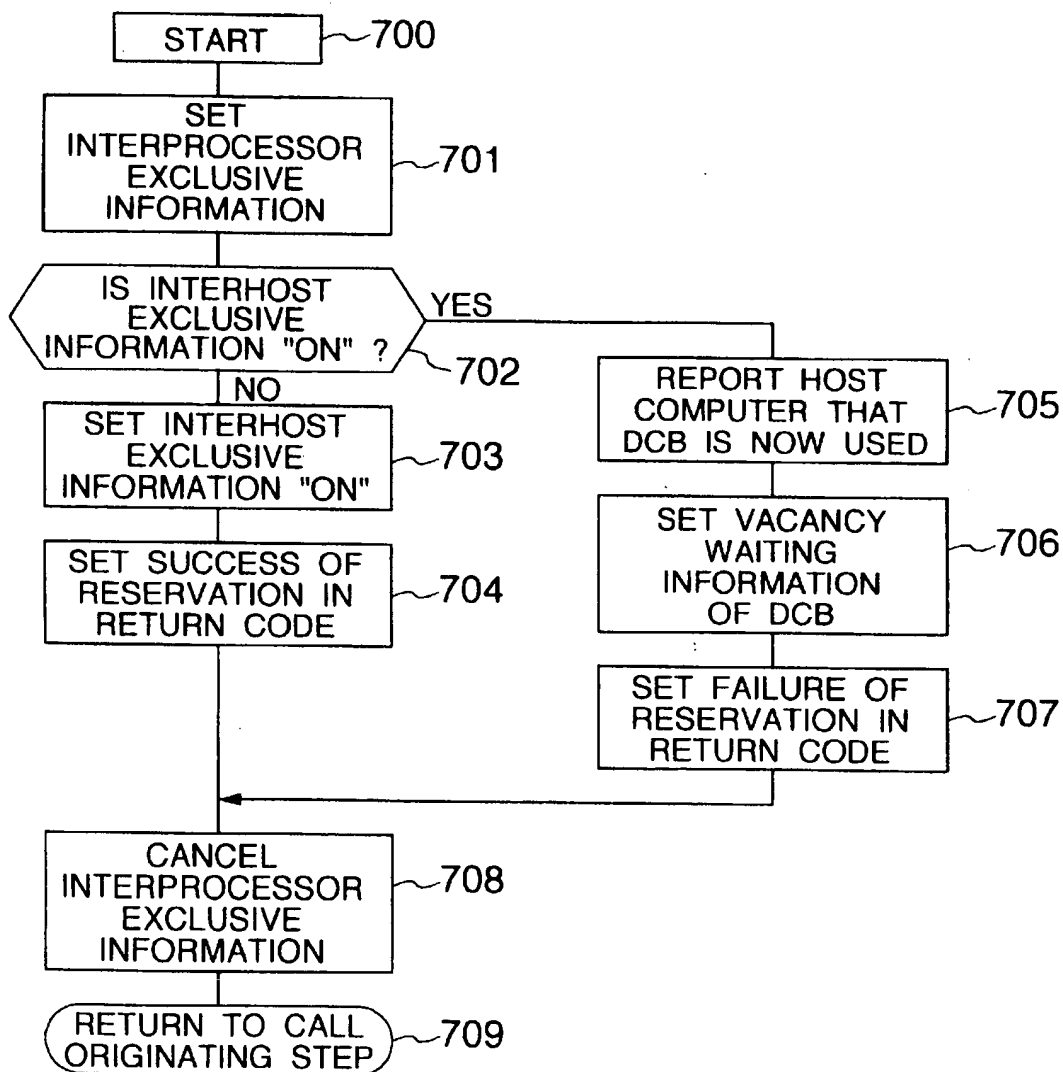 START
700
SET
INTERPROCESSOR
EXCLUSIVE
INFORMATION
701
IS INTERHOST
EXCLUSIVE
INFORMATION "ON" ?
702
YES
NO
SET INTERHOST
EXCLUSIVE
INFORMATION "ON"
703
SET SUCCESS OF
RESERVATION IN
RETURN CODE
704
REPORT HOST
COMPUTER THAT
DCB IS NOW USED
705
SET VACANCY
WAITING
INFORMATION
OF DCB
706
SET FAILURE OF
RESERVATION IN
RETURN CODE
707
CANCEL
INTERPROCESSOR
EXCLUSIVE
INFORMATION
708
RETURN TO CALL
ORIGINATING STEP
709